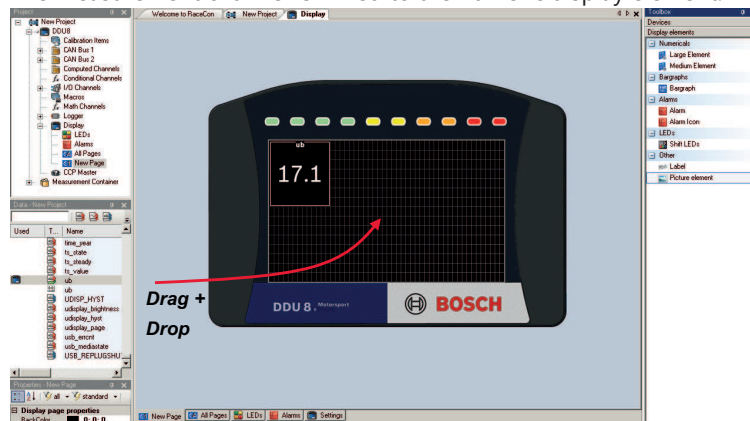 Project
Welcome to RaceCon
New Project
Display
Toolbox
New Project
DDU8
Calibration Items
CAN Bus 1
CAN Bus 2
Computed Channels
Conditional Channels
I/O Channels
Macros
Math Channels
Logger
Display
LEDs
Alarms
All Pages
New Page
CCP Master
Measurement Container
Devices
Display elements
Numericals
Large Element
Medium Element
Bargraphs
Bargraph
Alarms
Alarm
Alarm Icon
LEDs
Shift LEDs
Other
Label
Picture element
ub
17.1
Drag +
Drop
DDU 8. Motorsport
BOSCH
Data - New Project
Used T... Name
time_year
ts_state
ts_steady
ts_value
ub
ub
UDISP_HYST
udisplay_brightness
udisplay_hyst
udisplay_page
usb_encnt
usb_mediastate
USB_REPLUGSHU
Properties - New Page
all standard
Display page properties
BackColor 0; 0; 0
New Page All Pages LEDs Alarms Settings